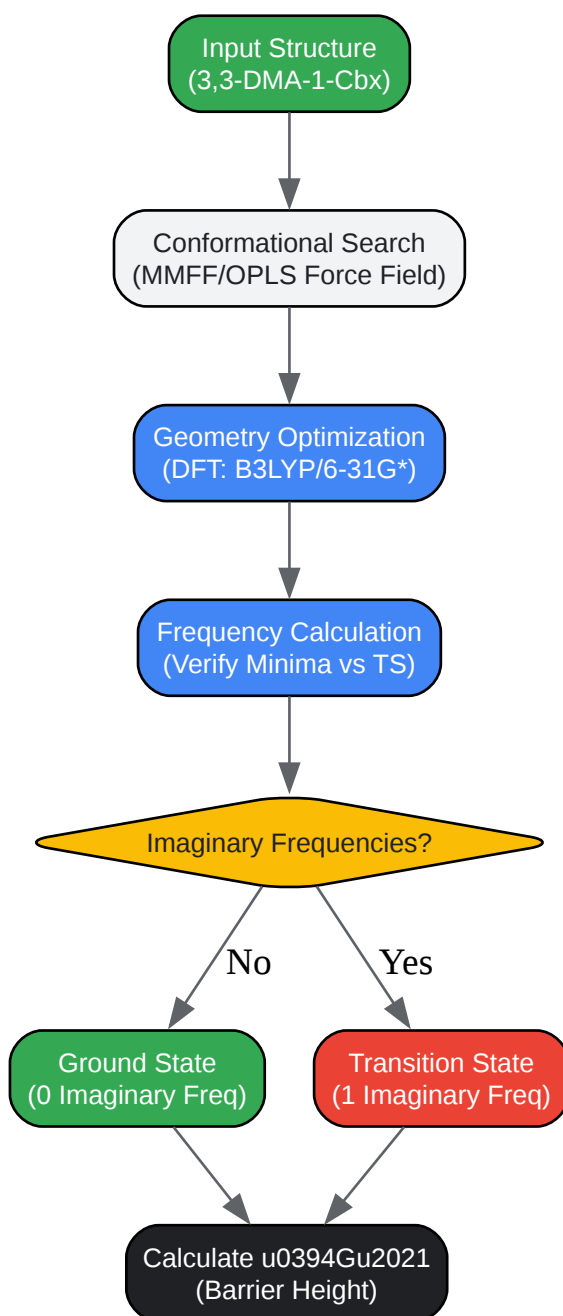 Input Structure
(3,3-DMA-1-Cbx)
Conformational Search
(MMFF/OPLS Force Field)
Geometry Optimization
(DFT: B3LYP/6-31G*)
Frequency Calculation
(Verify Minima vs TS)
Imaginary Frequencies?
No
Yes
Ground State
(0 Imaginary Freq)
Transition State
(1 Imaginary Freq)
Calculate u0394Gu2021
(Barrier Height)